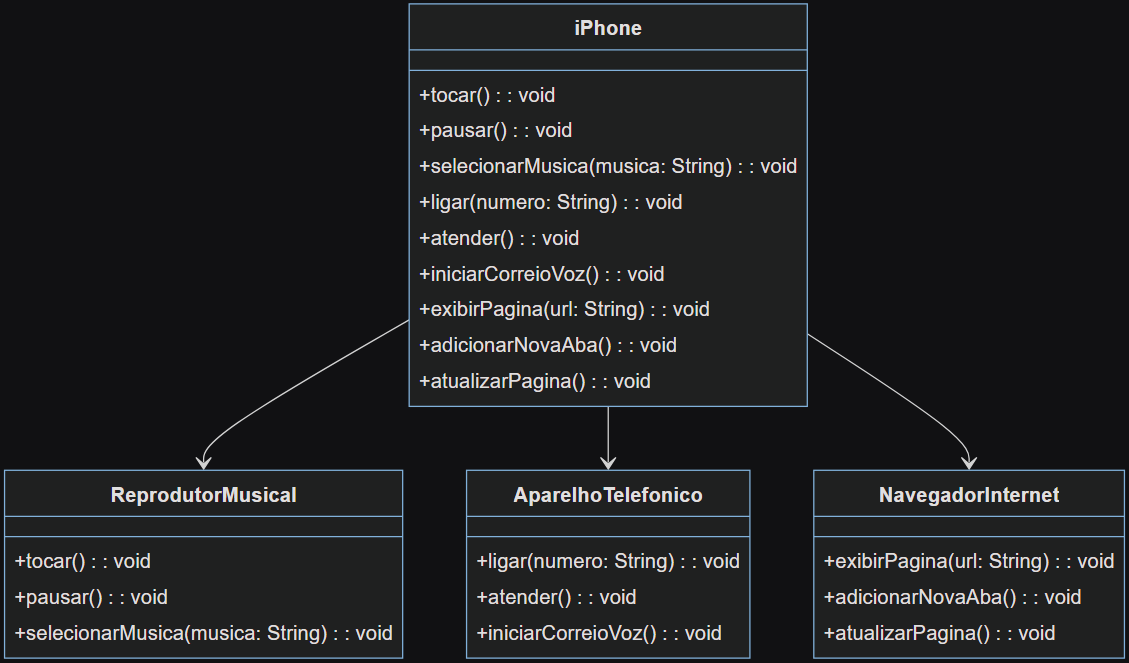 iPhone
+tocar() : : void
+pausar() : : void
+selecionarMusica(musica: String) : : void
+ligar(numero: String) : : void
+atender() : : void
+iniciarCorreioVoz() : : void
+exibirPagina(url: String) : : void
+adicionarNovaAba() : : void
+atualizarPagina() : : void
ReprodutorMusical
+tocar() : : void
+pausar() : : void
+selecionarMusica(musica: String) : : void
AparelhoTelefonico
+ligar(numero: String) : : void
+atender() : : void
+iniciarCorreioVoz() : : void
NavegadorInternet
+exibirPagina(url: String) : : void
+adicionarNovaAba() : : void
+atualizarPagina() : : void